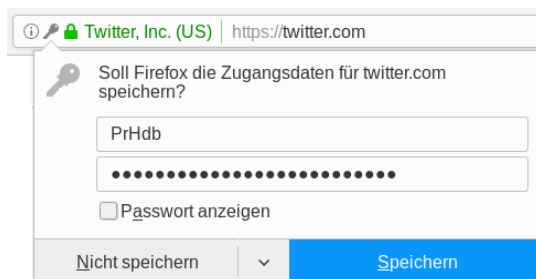 Twitter, Inc. (US) https://twitter.com
Soll Firefox die Zugangsdaten für twitter.com
speichern?
PrHdb
●●●●●●●●●●●●●●●●●●●●●●●●●●
Passwort anzeigen
Nicht speichern Speichern